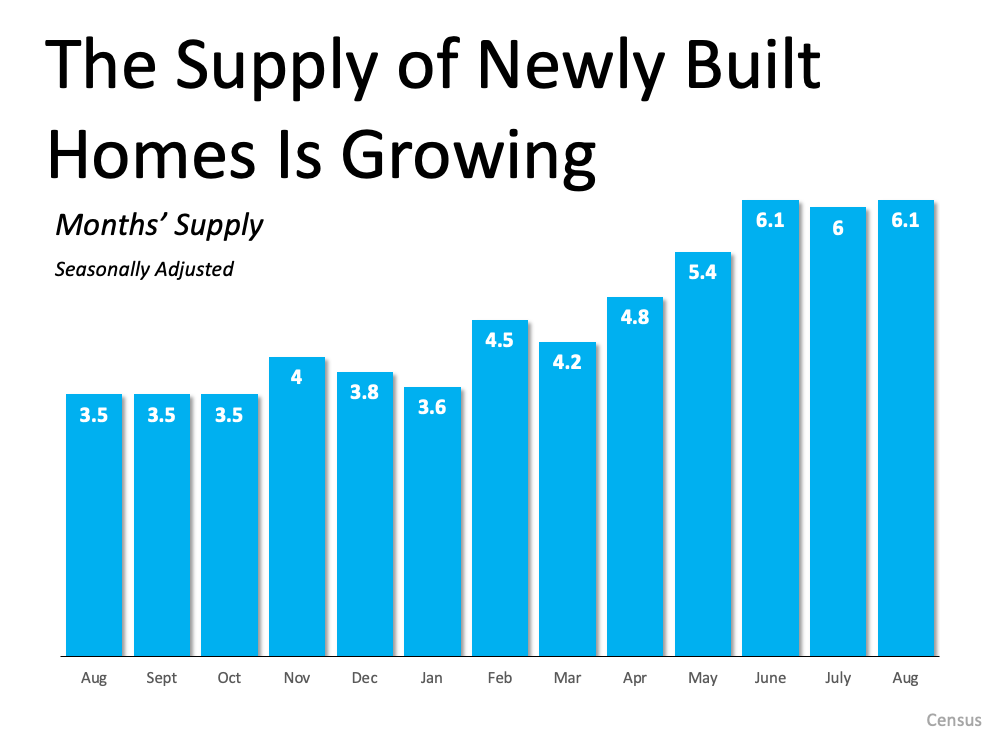 The Supply of Newly Built
Homes Is Growing
Months’ Supply
Seasonally Adjusted
3.5 3.5 3.5 4 3.8 3.6 4.5 4.2 4.8 5.4 6.1 6 6.1
Aug Sept Oct Nov Dec Jan Feb Mar Apr May June July Aug
Census